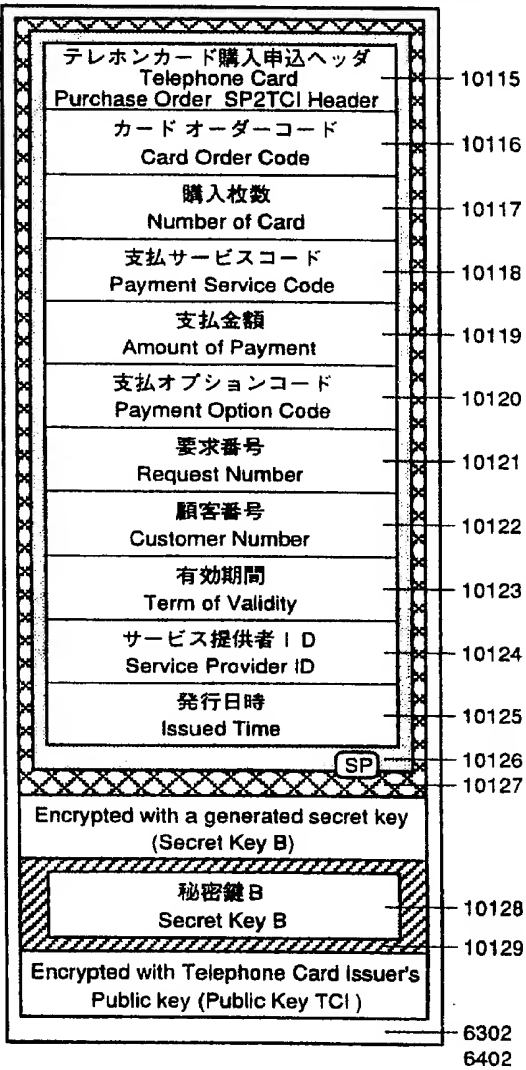 テレホンカード購入申込ヘッダ
Telephone Card
Purchase Order SP2TCI Header
10115
カード オーダーコード
Card Order Code
10116
購入枚数
Number of Card
10117
支払サービスコード
Payment Service Code
10118
支払金額
Amount of Payment
10119
支払オプションコード
Payment Option Code
10120
要求番号
Request Number
10121
顧客番号
Customer Number
10122
有効期間
Term of Validity
10123
サービス提供者ID
Service Provider ID
10124
発行日時
Issued Time
10125
SP
10126
10127
Encrypted with a generated secret key
(Secret Key B)
秘密鍵B
Secret Key B
10128
10129
Encrypted with Telephone Card Issuer's
Public key (Public Key TCI )
6302
6402